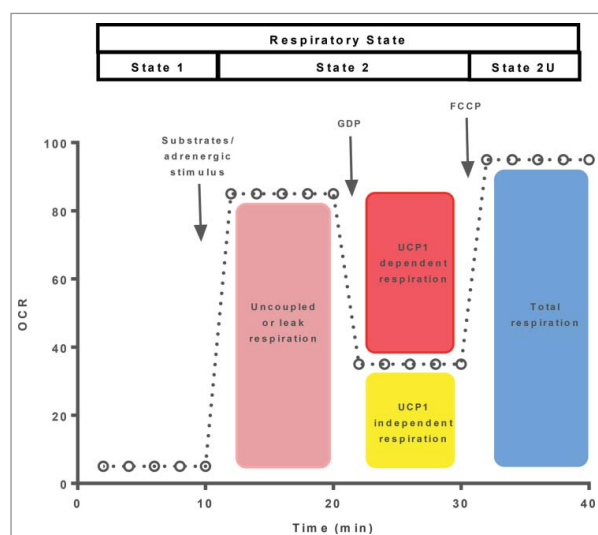 Respiratory State
State 1
State 2
State 2U
FCCP
GDP
Substrates/
adrenergic
stimulus
100
80
60
40
20
0
OCR
Uncoupled
or leak
respiration
UCP1
dependent
respiration
UCP1
independent
respiration
Total
respiration
0
10
20
30
40
Time (min)